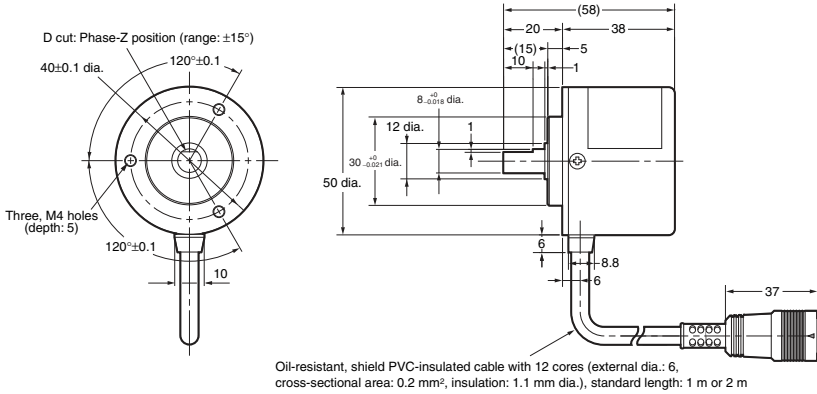 (58)
20
38
(15)
5
10
1
D cut: Phase-Z position (range: ±15°)
40±0.1 dia.
120°±0.1
8 +0 -0.018 dia.
1
12 dia.
30 +0 -0.021 dia.
50 dia.
Three, M4 holes
(depth: 5)
120°±0.1
10
6
8.8
6
37
Oil-resistant, shield PVC-insulated cable with 12 cores (external dia.: 6,
cross-sectional area: 0.2 mm², insulation: 1.1 mm dia.), standard length: 1 m or 2 m